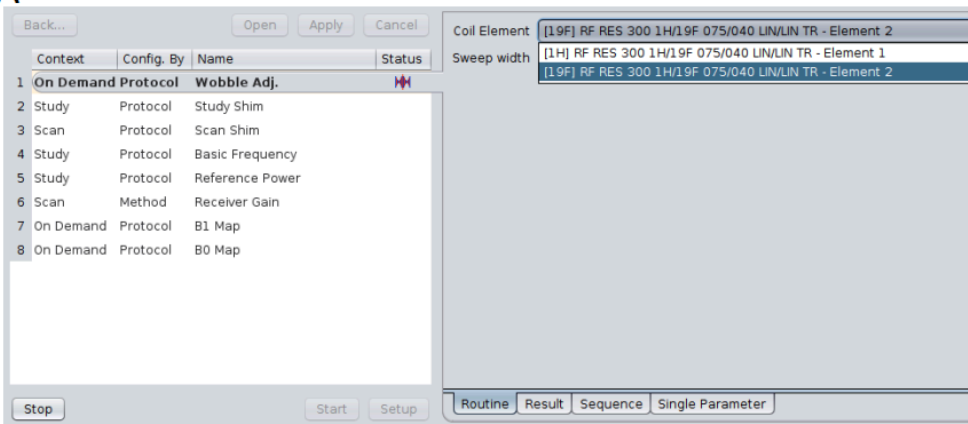 Back...
Open
Apply
Cancel
Context Config. By Name Status
1 On Demand Protocol Wobble Adj.
2 Study Protocol Study Shim
3 Scan Protocol Scan Shim
4 Study Protocol Basic Frequency
5 Study Protocol Reference Power
6 Scan Method Receiver Gain
7 On Demand Protocol B1 Map
8 On Demand Protocol B0 Map
Stop
Start
Setup
Coil Element [19F] RF RES 300 1H/19F 075/040 LIN/LIN TR - Element 2
Sweep width
[1H] RF RES 300 1H/19F 075/040 LIN/LIN TR - Element 1
[19F] RF RES 300 1H/19F 075/040 LIN/LIN TR - Element 2
Routine Result Sequence Single Parameter